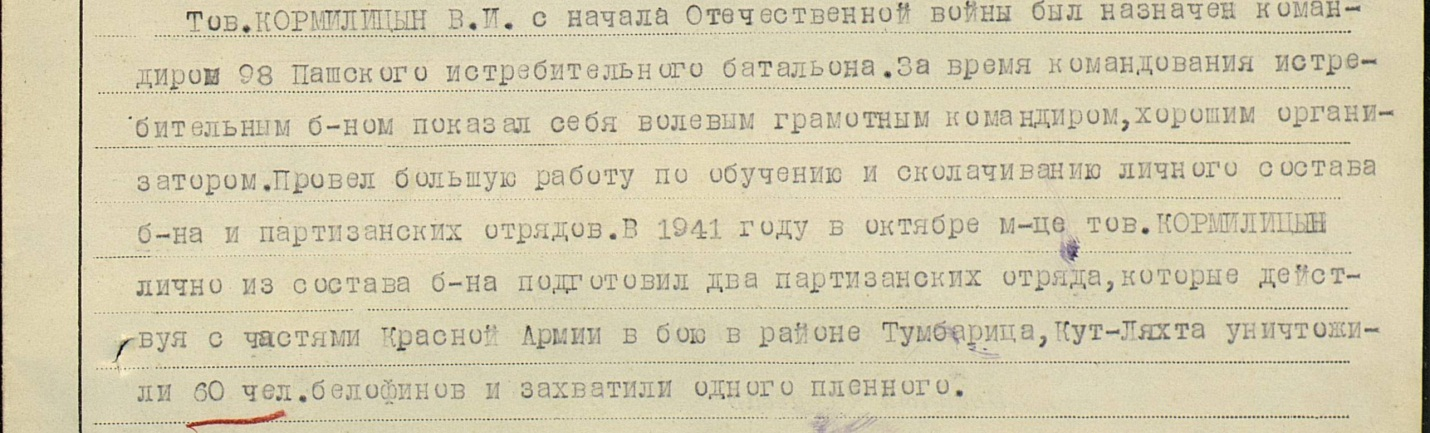 Тов.КОРМИЛИЦЫН В.И. с начала Отечественной войны был назначен коман-
диром 98 Пашского истребительного батальона.За время командования истре-
бительным б-ном показал себя волевым грамотным командиром,хорошим органи-
затором.Провел большую работу по обучению и сколачиванию личного состава
б-на и партизанских отрядов.В 1941 году в октябре м-це тов.КОРМИЛИЦЫН
лично из состава б-на подготовил два партизанских отряда,которые дейст-
вуя с частями Красной Армии в бою в районе Тумбарица,Кут-Ляхта уничтожи-
ли 60 чел.белофинов и захватили одного пленного.